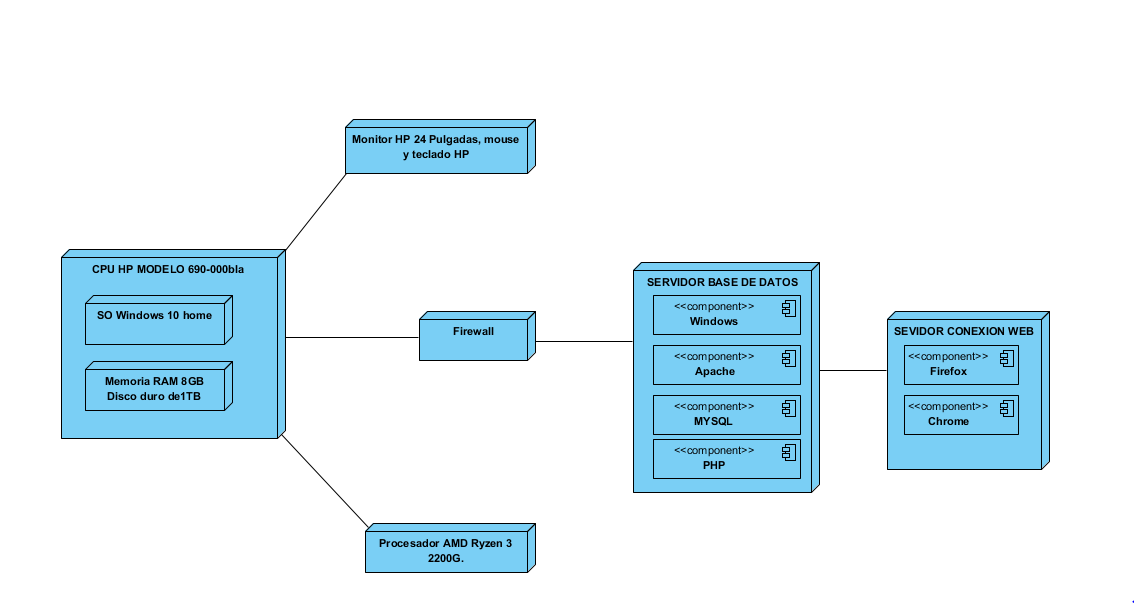 Monitor HP 24 Pulgadas, mouse
y teclado HP
CPU HP MODELO 690-000bla
SO Windows 10 home
Memoria RAM 8GB
Disco duro de1TB
Firewall
SERVIDOR BASE DE DATOS
<<component>>
Windows
<<component>>
Apache
<<component>>
MYSQL
<<component>>
PHP
SEVIDOR CONEXION WEB
<<component>>
Firefox
<<component>>
Chrome
Procesador AMD Ryzen 3
2200G.